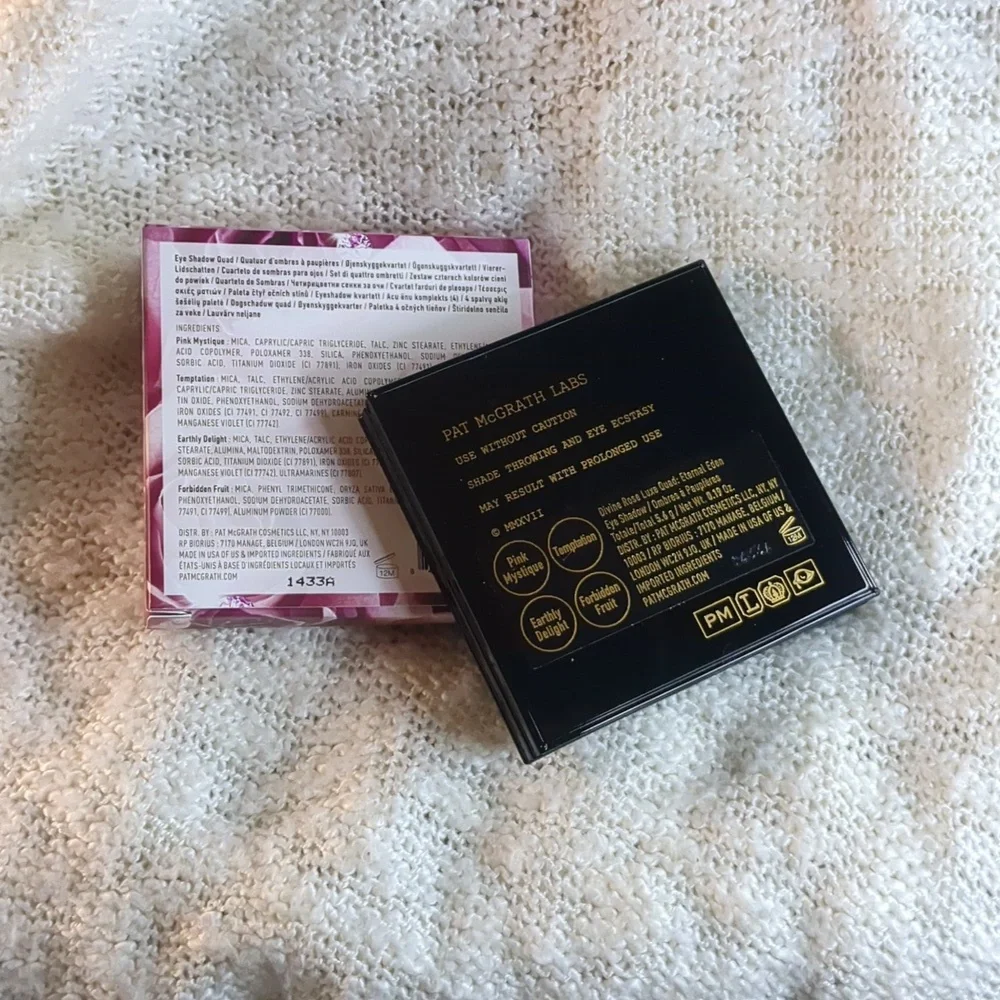 Eye Shadow Quad / Quatuor d'ombres à paupières / Øjenskyggekvartet / Ögonskuggskvartett / Vierer-
Lidschatten / Cuarteto de sombras para ojos / Set di quattro ombretti / Zestaw czterech kolorów cieni
do powiek / Quarteto de Sombras / Четирицветни сенки за очи / Cvartet farduri de pleoape / Τέσσερις
σκιές ματιών / Paleta čtyř očních stínů / Eyeshadow kvartett / Acu ēnu komplekts (4) / 4 spalvų akių
šešėlių paletė / Oogschaduw quad / Øyenskyggekvarter / Paletka 4 očných tieňov / Štiridelno senčilo
za veke / Lauvärv neljane
INGREDIENTS:
Pink Mystique : MICA, CAPRYLIC/CAPRIC TRIGLYCERIDE, TALC, ZINC STEARATE, ETHYLENE/
ACID COPOLYMER, POLOXAMER 338, SILICA, PHENOXYETHANOL, SODIUM
SORBIC ACID, TITANIUM DIOXIDE (CI 77891), IRON OXIDES (CI
Temptation : MICA, TALC, ETHYLENE/ACRYLIC ACID
CAPRYLIC/CAPRIC TRIGLYCERIDE, ZINC STEARATE,
TIN OXIDE, PHENOXYETHANOL, SODIUM DEHYDROACETATE,
IRON OXIDES (CI 77491, CI 77492, CI 77499), CARMINE
MANGANESE VIOLET (CI 77742)
Earthly Delight : MICA, TALC, ETHYLENE/ACRYLIC ACID
STEARATE, ALUMINA, MALTODEXTRIN, POLOXAMER
SORBIC ACID, TITANIUM DIOXIDE (CI 77891), IRON OXIDES (CI
MANGANESE VIOLET (CI 77742), ULTRAMARINES (CI 77007)
Forbidden Fruit : MICA, PHENYL TRIMETHICONE, ORYZA SATIVA
PHENOXYETHANOL, SODIUM DEHYDROACETATE, SORBIC ACID,
77491, CI 77499), ALUMINUM POWDER (CI 77000).
DISTR. BY : PAT McGRATH COSMETICS LLC, NY, NY 10003
/ RP BIORIUS : 7170 MANAGE, BELGIUM / LONDON WC2H 9JQ, UK
MADE IN USA OF US & IMPORTED INGREDIENTS / FABRIQUÉ AUX
ÉTATS-UNIS À BASE D'INGRÉDIENTS LOCAUX ET IMPORTÉS
PATMCGRATH.COM
1433A
12M
PAT McGRATH LABS
USE WITHOUT CAUTION
SHADE THROWING AND EYE ECSTASY
MAY RESULT WITH PROLONGED USE
© MMXVII
Pink
Mystique
Temptation
Earthly
Delight
Forbidden
Fruit
Divine Rose Luxe Quad: Eternal Eden
Eye Shadow / Ombres à Paupières
Totale/Total 5.6 g / Net Wt. 0.19 Oz.
DISTR. BY: PAT MCGRATH COSMETICS LLC, NY, NY
10003 / RP BIORIUS : 7170 MANAGE, BELGIUM /
LONDON WC2H 9JQ, UK / MADE IN USA OF US &
IMPORTED INGREDIENTS
PATMCGRATH.COM
12M
PM L